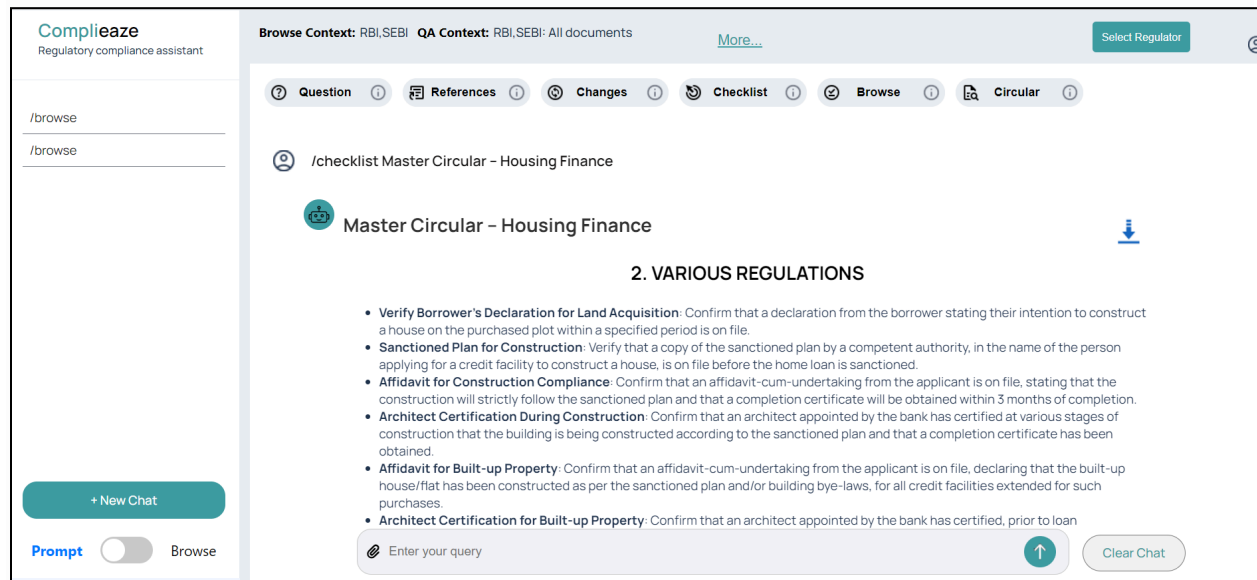 Complieaze
Regulatory compliance assistant
Browse Context: RBI,SEBI QA Context: RBI,SEBI: All documents
More...
Select Regulator
Question
References
Changes
Checklist
Browse
Circular
/browse
/browse
/checklist Master Circular – Housing Finance
Master Circular – Housing Finance
2. VARIOUS REGULATIONS
• Verify Borrower's Declaration for Land Acquisition: Confirm that a declaration from the borrower stating their intention to construct
a house on the purchased plot within a specified period is on file.
• Sanctioned Plan for Construction: Verify that a copy of the sanctioned plan by a competent authority, in the name of the person
applying for a credit facility to construct a house, is on file before the home loan is sanctioned.
• Affidavit for Construction Compliance: Confirm that an affidavit-cum-undertaking from the applicant is on file, stating that the
construction will strictly follow the sanctioned plan and that a completion certificate will be obtained within 3 months of completion.
• Architect Certification During Construction: Confirm that an architect appointed by the bank has certified at various stages of
construction that the building is being constructed according to the sanctioned plan and that a completion certificate has been
obtained.
• Affidavit for Built-up Property: Confirm that an affidavit-cum-undertaking from the applicant is on file, declaring that the built-up
house/flat has been constructed as per the sanctioned plan and/or building bye-laws, for all credit facilities extended for such
purchases.
• Architect Certification for Built-up Property: Confirm that an architect appointed by the bank has certified, prior to loan
+ New Chat
Prompt
Browse
Enter your query
Clear Chat